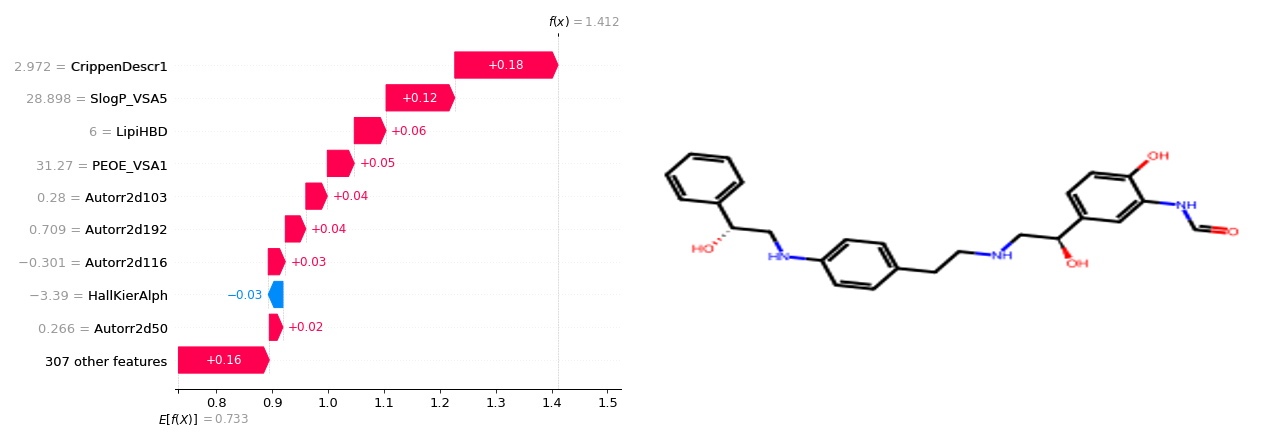 f(x) = 1.412
2.972 = CrippenDescr1 +0.18
28.898 = SlogP_VSA5 +0.12
6 = LipiHBD +0.06
31.27 = PEOE_VSA1 +0.05
0.28 = Autorr2d103 +0.04
0.709 = Autorr2d192 +0.04
−0.301 = Autorr2d116 +0.03
−3.39 = HallKierAlph −0.03
0.266 = Autorr2d50 +0.02
307 other features +0.16
0.8 0.9 1.0 1.1 1.2 1.3 1.4 1.5
E[f(X)] = 0.733
OH
NH
O
HO
HN
NH
OH